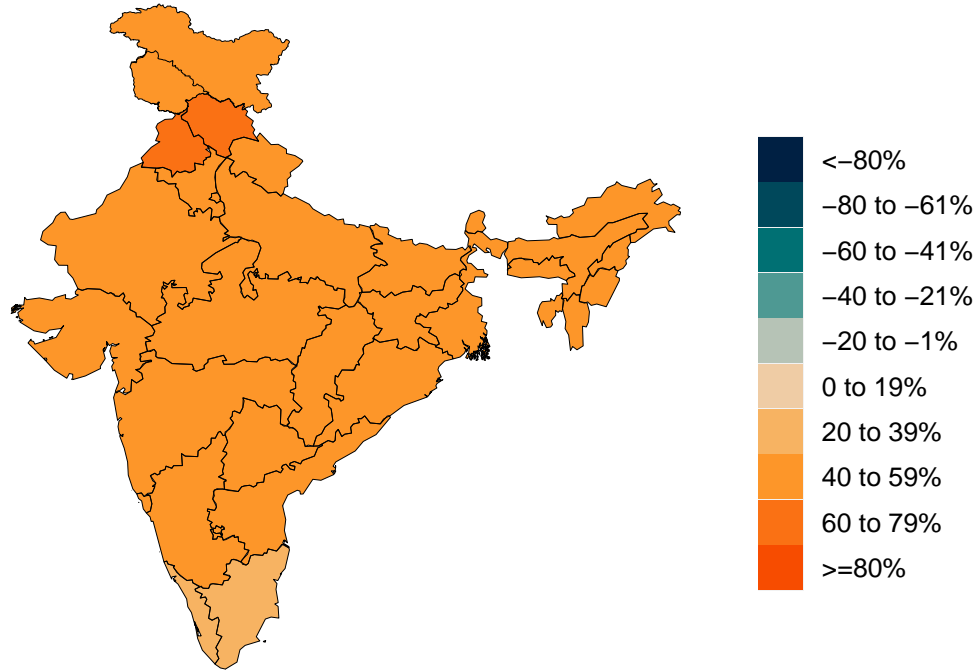 <−80%
−80 to −61%
−60 to −41%
−40 to −21%
−20 to −1%
0 to 19%
20 to 39%
40 to 59%
60 to 79%
>=80%